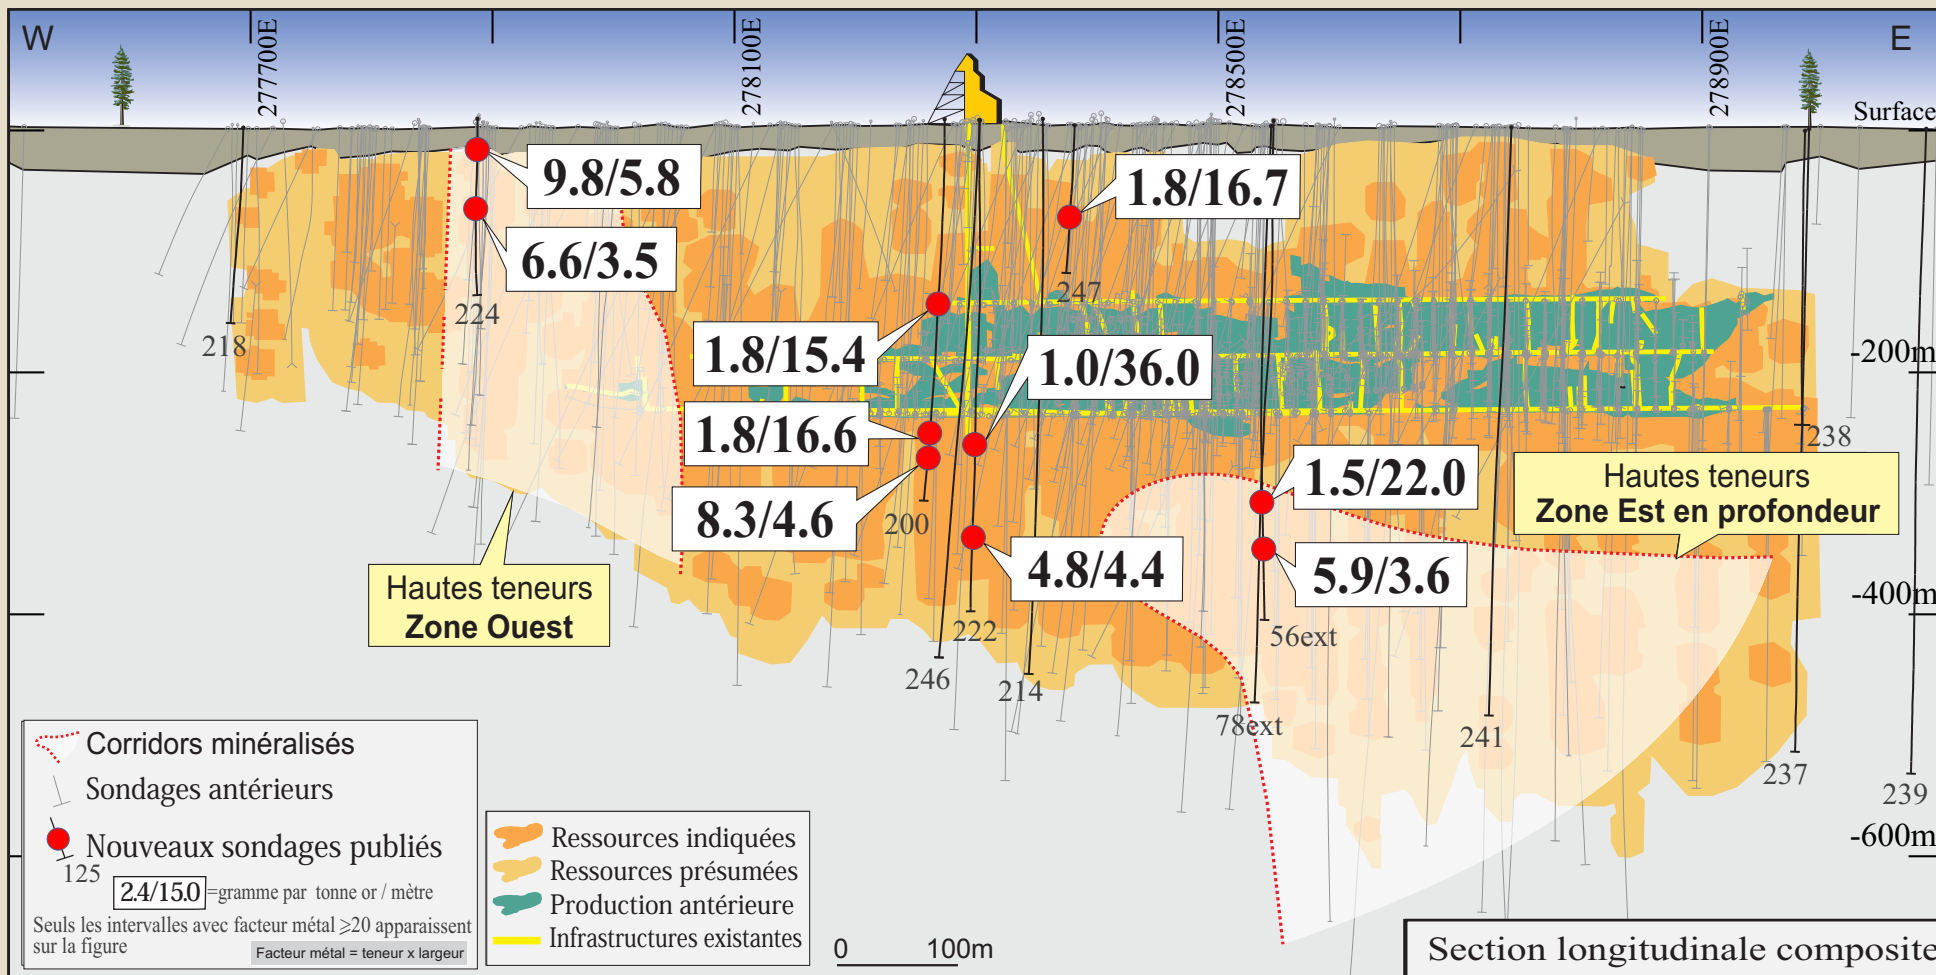 W
277700E
278100E
278500E
278900E
E
Surface
9.8/5.8
1.8/16.7
6.6/3.5
224
247
218
1.8/15.4
1.0/36.0
-200m
1.8/16.6
238
1.5/22.0
Hautes teneurs
Zone Est en profondeur
8.3/4.6
200
4.8/4.4
5.9/3.6
Hautes teneurs
Zone Ouest
-400m
222
56ext
246
214
78ext
241
237
239
-600m
Corridors minéralisés
Sondages antérieurs
Nouveaux sondages publiés
125
2.4/15.0 =gramme par tonne or / mètre
Seuls les intervalles avec facteur métal ≥20 apparaissent
sur la figure
Facteur métal = teneur x largeur
Ressources indiquées
Ressources présumées
Production antérieure
Infrastructures existantes
0 100m
Section longitudinale composite